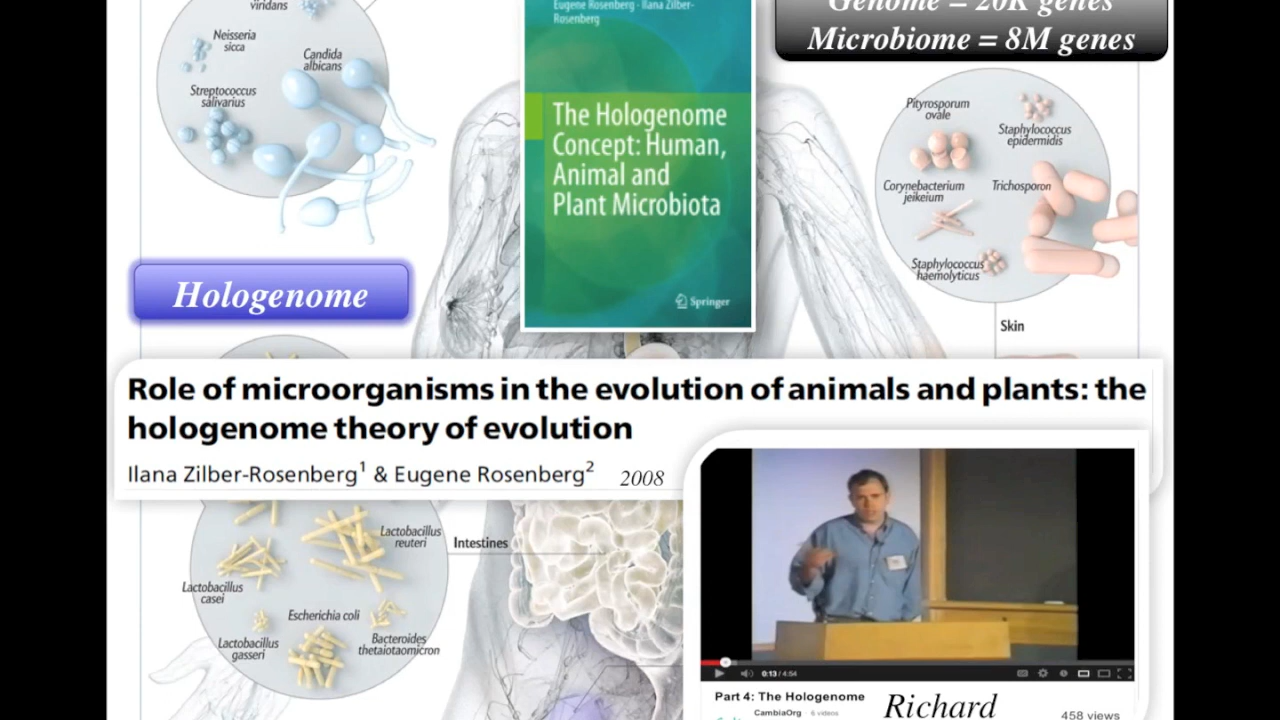 viridans
Neisseria
sicca
Candida
albicans
Streptococcus
salivarius
Eugene Rosenberg · Ilana Zilber-
Rosenberg
The Hologenome
Concept: Human,
Animal and
Plant Microbiota
Springer
Genome = 20K genes
Microbiome = 8M genes
Pityrosporum
ovale
Staphylococcus
epidermidis
Corynebacterium
jeikeium
Trichosporon
Staphylococcus
haemolyticus
Skin
Hologenome
Role of microorganisms in the evolution of animals and plants: the
hologenome theory of evolution
Ilana Zilber-Rosenberg1 & Eugene Rosenberg2 2008
Lactobacillus
reuteri
Intestines
Lactobacillus
casei
Escherichia coli
Lactobacillus
gasseri
Bacteroides
thetaiotaomicron
0:13 / 4:54
Part 4: The Hologenome
CambiaOrg · 6 videos
Richard
458 views